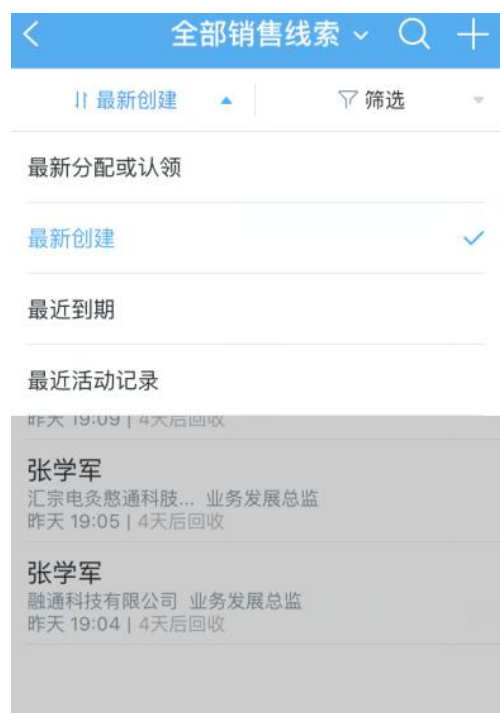 全部销售线索
最新创建
筛选
最新分配或认领
最新创建
最近到期
最近活动记录
昨天 19:09 | 4天后回收
张学军
汇宗电灸憨通科肢... 业务发展总监
昨天 19:05 | 4天后回收
张学军
融通科技有限公司 业务发展总监
昨天 19:04 | 4天后回收